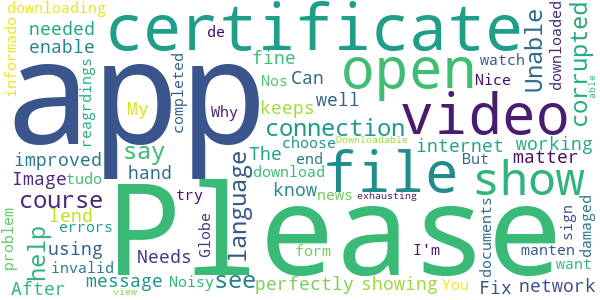 downloading
certificate
de
informado
needed
enable
reagrdings
My
completed
fine
Nos
Why
Can
Unable
watch
Nice
downloaded
corrupted
able
app
open
keeps
well
video
say
connection
The
choose
end
Downloadable
internet
working
But
improved
hand
language
file
matter
Image
tudo
download
know
try
news
exhausting
show
course
lend
Globe
form
I'm
documents
sign
manten
damaged
want
problem
help
using
errors
Needs
see
Please
You
After
invalid
message
Noisy
perfectly
showing
Fix
network
view